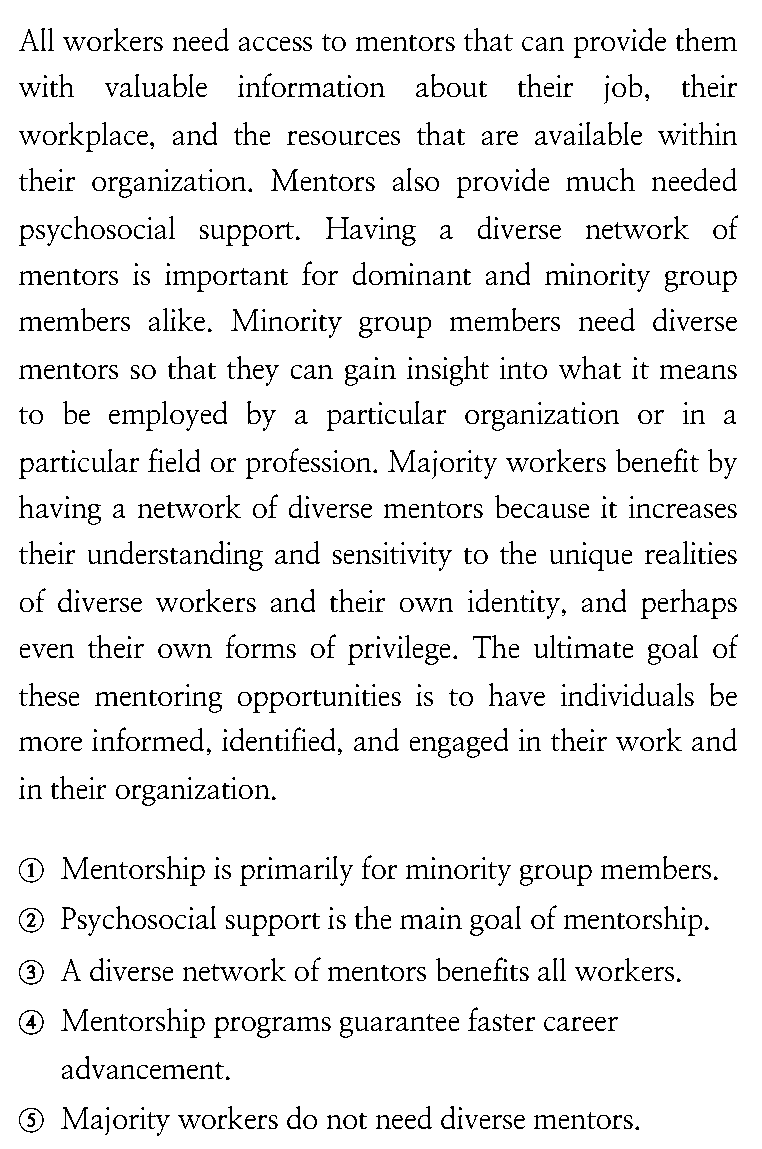 All workers need access to mentors that can provide them
with valuable information about their job, their
workplace, and the resources that are available within
their organization. Mentors also provide much needed
psychosocial support. Having a diverse network of
mentors is important for dominant and minority group
members alike. Minority group members need diverse
mentors so that they can gain insight into what it means
to be employed by a particular organization or in a
particular field or profession. Majority workers benefit by
having a network of diverse mentors because it increases
their understanding and sensitivity to the unique realities
of diverse workers and their own identity, and perhaps
even their own forms of privilege. The ultimate goal of
these mentoring opportunities is to have individuals be
more informed, identified, and engaged in their work and
in their organization.
① Mentorship is primarily for minority group members.
② Psychosocial support is the main goal of mentorship.
③ A diverse network of mentors benefits all workers.
④ Mentorship programs guarantee faster career
advancement.
⑤ Majority workers do not need diverse mentors.